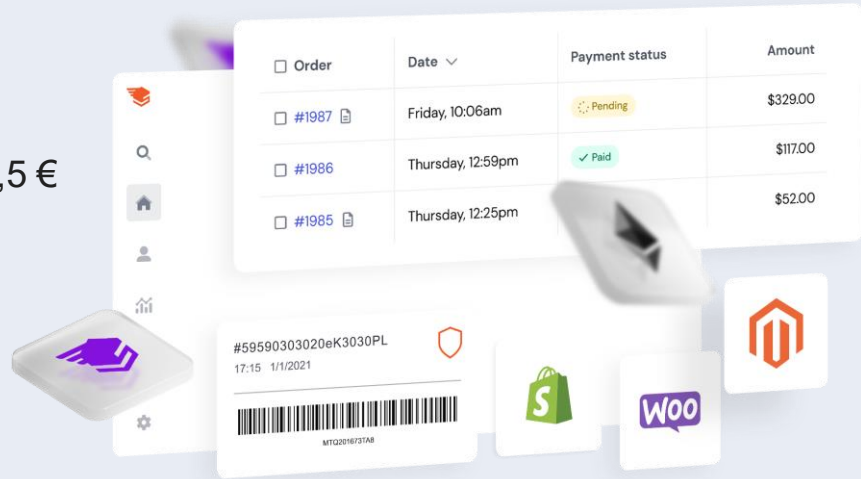 ,5 €
Order Date Payment status Amount
#1987 Friday, 10:06am Pending $329.00
#1986 Thursday, 12:59pm Paid $117.00
#1985 Thursday, 12:25pm $52.00
#59590303020eK3030PL
17:15 1/1/2021
MTQ201673TA8
S
WOO